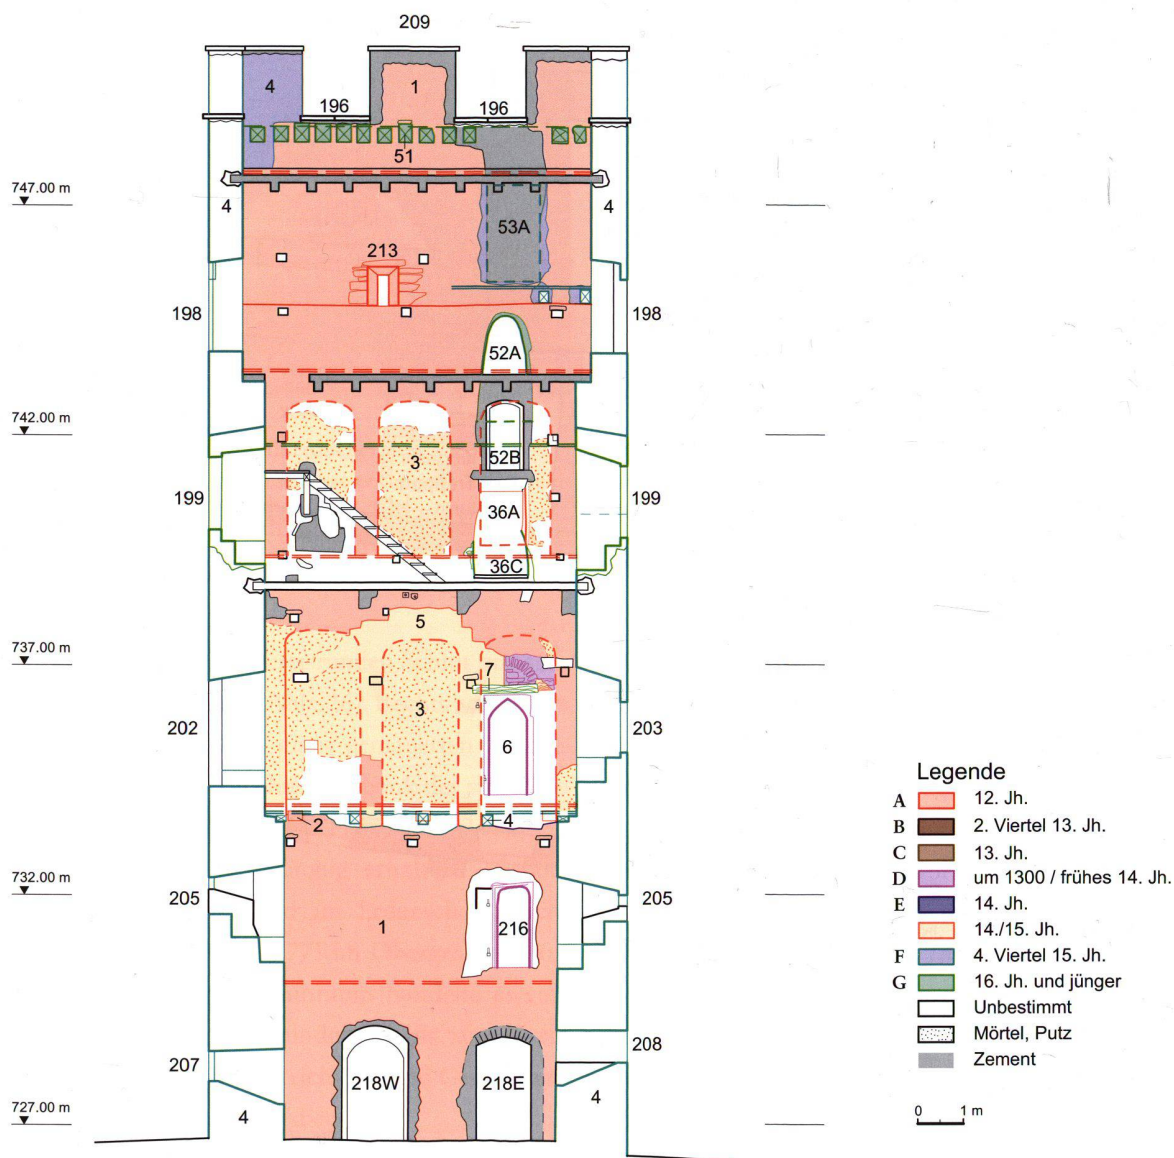 209
4
1
196
196
51
747.00 m
4
53A
4
213
198
198
52A
742.00 m
3
52B
199
199
36A
36C
5
737.00 m
7
3
202
203
6
2
4
732.00 m
205
205
1
216
208
207
218W
218E
4
4
727.00 m
Legende
A 12. Jh.
B 2. Viertel 13. Jh.
C 13. Jh.
D um 1300 / frühes 14. Jh.
E 14. Jh.
14./15. Jh.
F 4. Viertel 15. Jh.
G 16. Jh. und jünger
Unbestimmt
Mörtel, Putz
Zement
0 1 m